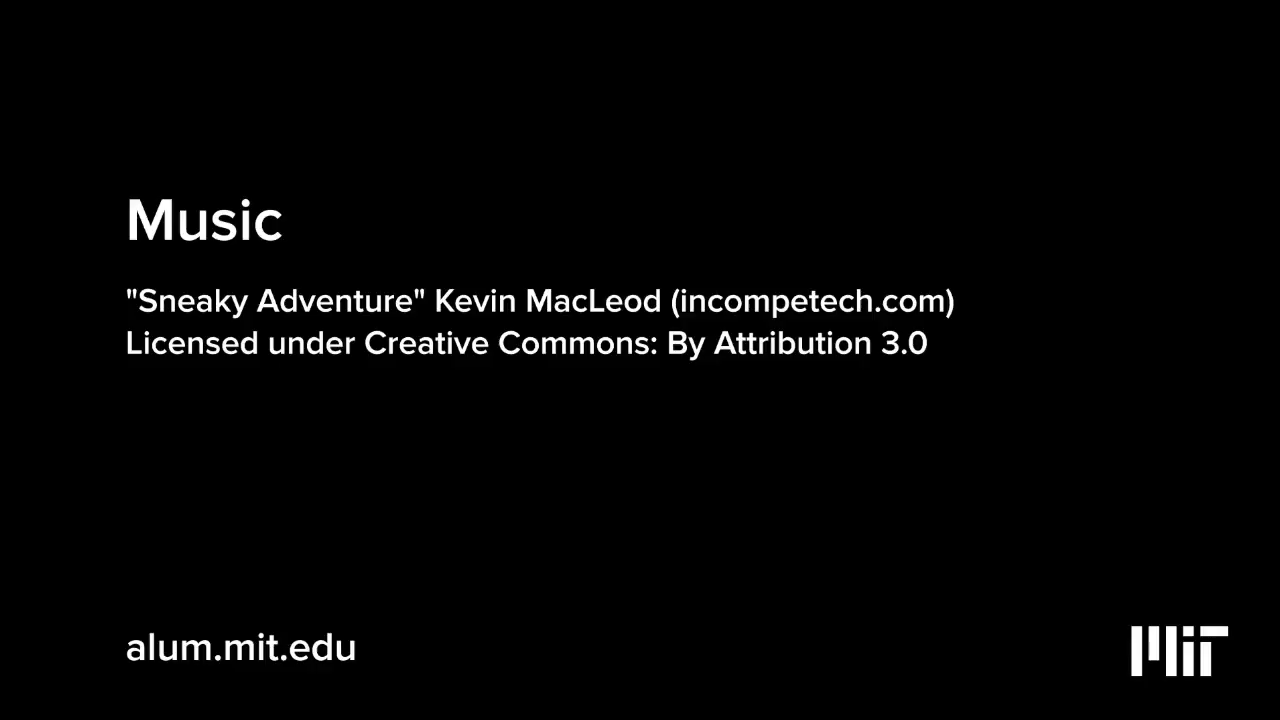 Music
"Sneaky Adventure" Kevin MacLeod (incompetech.com)
Licensed under Creative Commons: By Attribution 3.0
alum.mit.edu
MIT